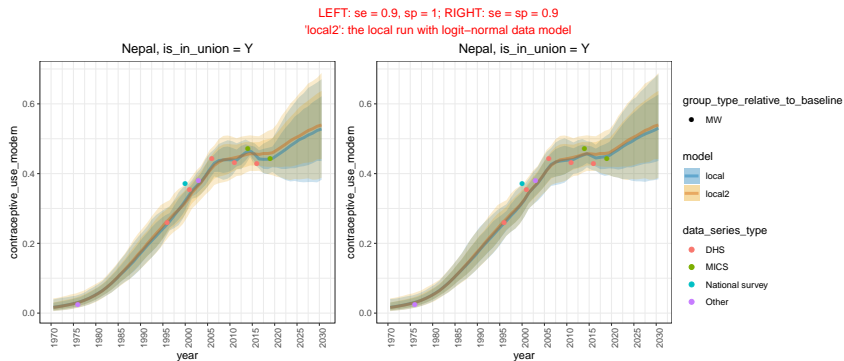 LEFT: se = 0.9, sp = 1; RIGHT: se = sp = 0.9
'local2': the local run with logit−normal data model
Nepal, is_in_union = Y
Nepal, is_in_union = Y
contraceptive_use_modern
0.6
0.4
0.2
0.0
1970
1975
1980
1985
1990
1995
2000
2005
2010
2015
2020
2025
2030
year
contraceptive_use_modern
0.6
0.4
0.2
0.0
1970
1975
1980
1985
1990
1995
2000
2005
2010
2015
2020
2025
2030
year
group_type_relative_to_baseline
MW
model
local
local2
data_series_type
DHS
MICS
National survey
Other